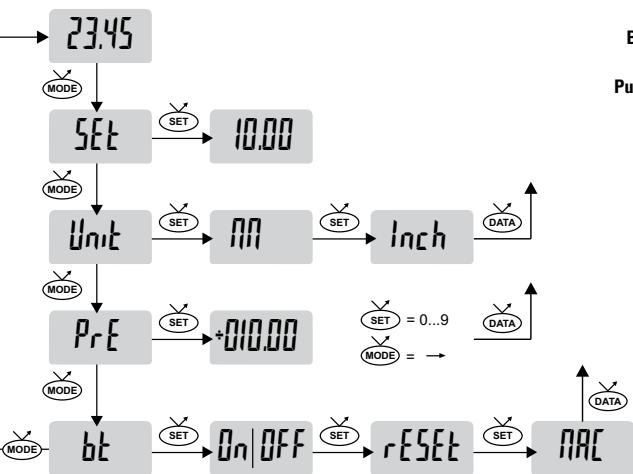 23.45
E
MODE
Pu
SEt
SET
10.00
MODE
Unit
SET
MM
SET
Inch
DATA
MODE
PrE
SET
÷010.00
SET = 0...9
DATA
MODE = →
MODE
DATA
MODE
bt
SET
On|OFF
SET
rESEt
SET
MAC